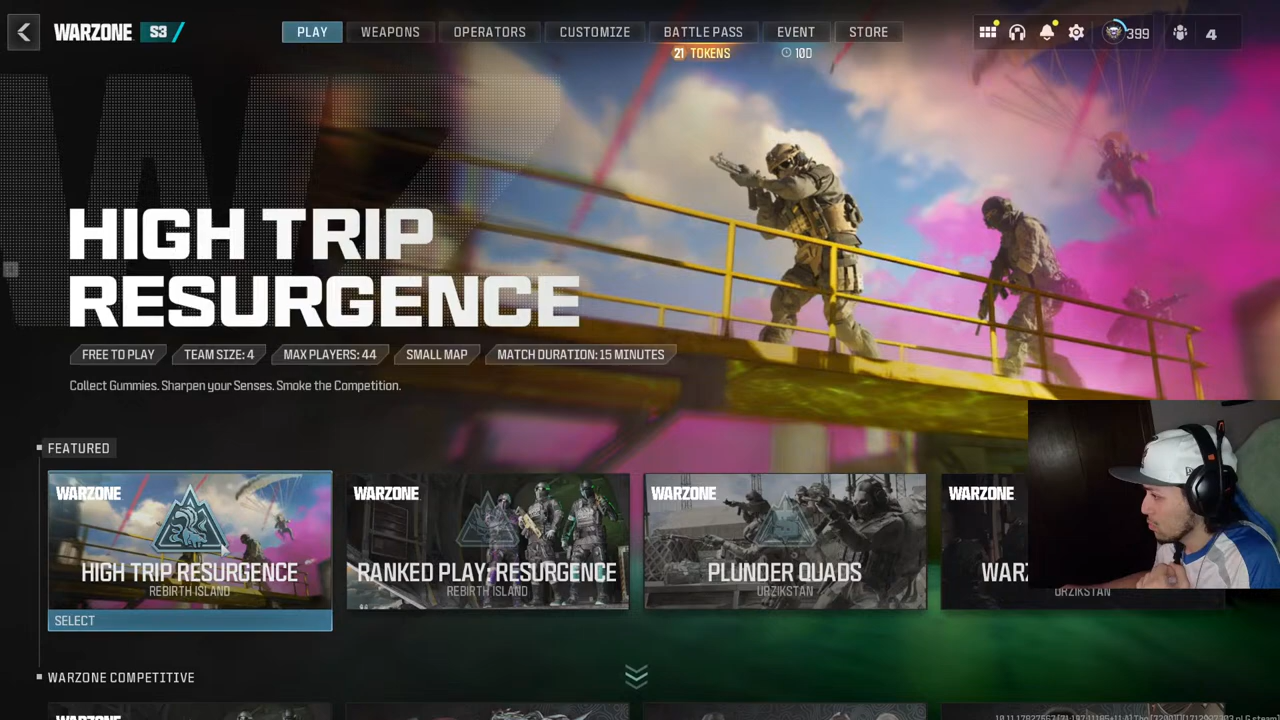 WARZONE S3
PLAY WEAPONS OPERATORS CUSTOMIZE BATTLE PASS EVENT STORE 399 4
21 TOKENS 10D
HIGH TRIP
RESURGENCE
FREE TO PLAY TEAM SIZE: 4 MAX PLAYERS: 44 SMALL MAP MATCH DURATION: 15 MINUTES
Collect Gummies. Sharpen your Senses. Smoke the Competition.
FEATURED
WARZONE
HIGH TRIP RESURGENCE
REBIRTH ISLAND
SELECT
WARZONE
RANKED PLAY: RESURGENCE
REBIRTH ISLAND
WARZONE
PLUNDER QUADS
URZIKSTAN
WARZONE
URZIKSTAN
WARZONE COMPETITIVE